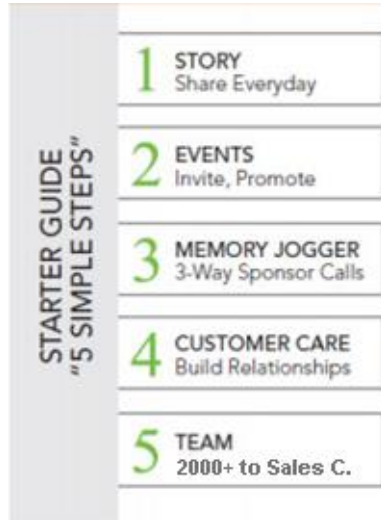 STARTER GUIDE
"5 SIMPLE STEPS"
1 STORY
Share Everyday
2 EVENTS
Invite, Promote
3 MEMORY JOGGER
3-Way Sponsor Calls
4 CUSTOMER CARE
Build Relationships
5 TEAM
2000+ to Sales C.